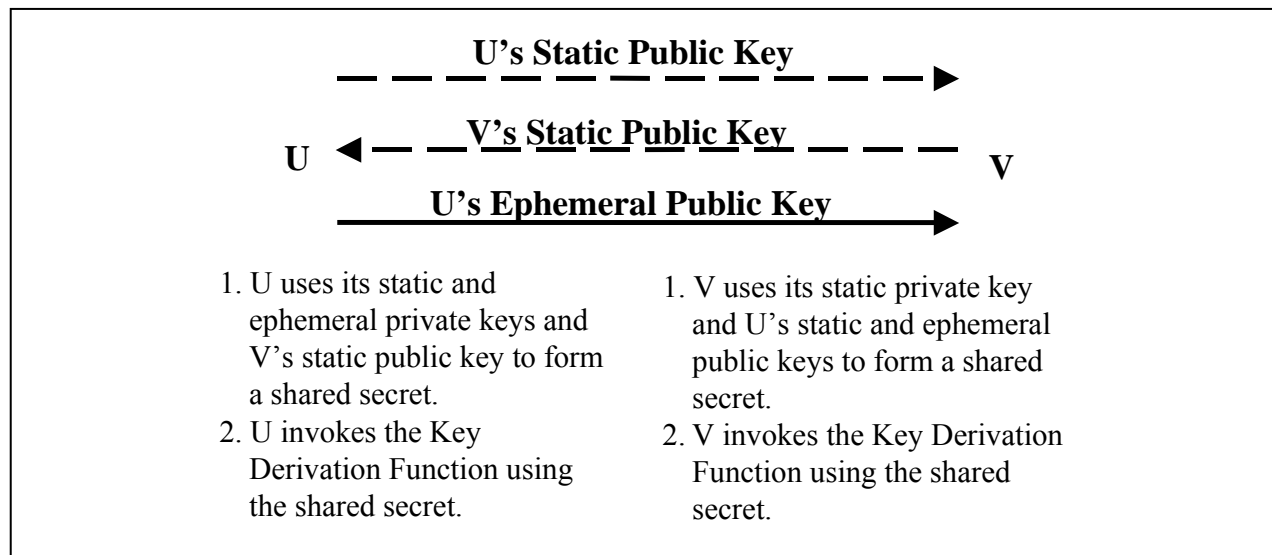 U's Static Public Key
V's Static Public Key
U
V
U’s Ephemeral Public Key
1. U uses its static and
ephemeral private keys and
V’s static public key to form
a shared secret.
2. U invokes the Key
Derivation Function using
the shared secret.
1. V uses its static private key
and U’s static and ephemeral
public keys to form a shared
secret.
2. V invokes the Key Derivation
Function using the shared
secret.